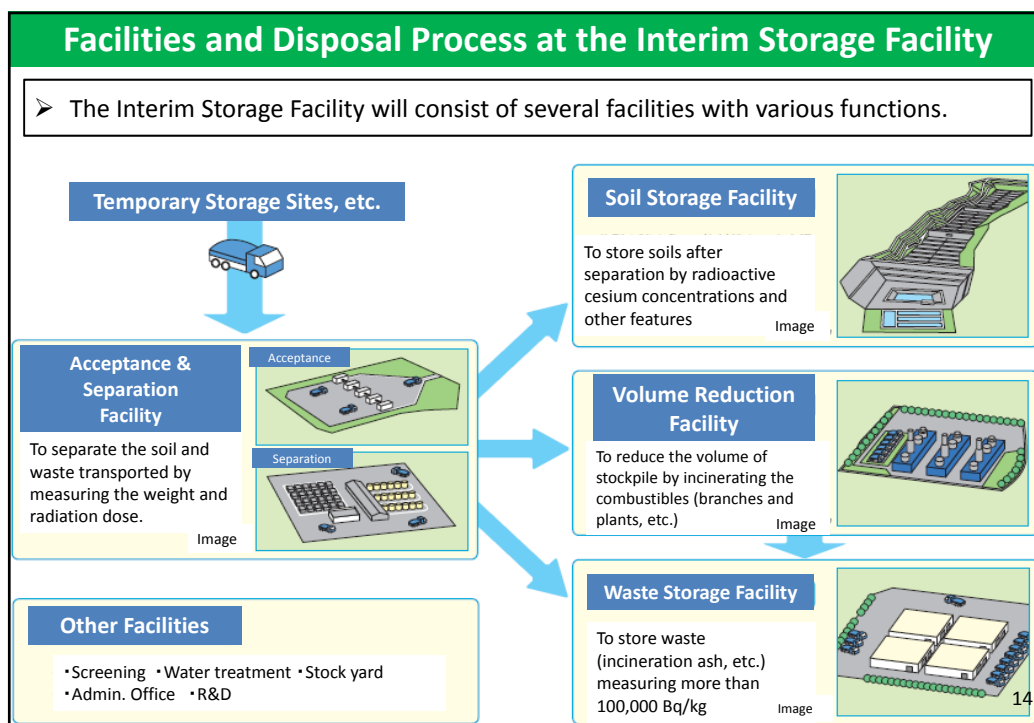 Facilities and Disposal Process at the Interim Storage Facility
➢ The Interim Storage Facility will consist of several facilities with various functions.
Temporary Storage Sites, etc.
Acceptance &
Separation
Facility
To separate the soil and
waste transported by
measuring the weight and
radiation dose.
Image
Acceptance
Separation
Other Facilities
・Screening ・Water treatment ・Stock yard
・Admin. Office ・R&D
Soil Storage Facility
To store soils after
separation by radioactive
cesium concentrations and
other features
Image
Volume Reduction
Facility
To reduce the volume of
stockpile by incinerating the
combustibles (branches and
plants, etc.)
Image
Waste Storage Facility
To store waste
(incineration ash, etc.)
measuring more than
100,000 Bq/kg
Image
14